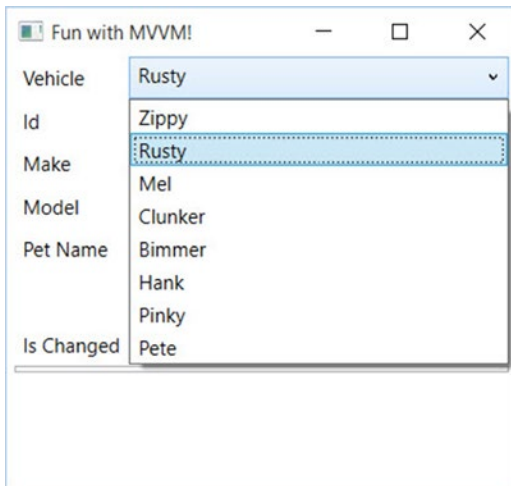 Fun with MVVM!
Vehicle
Rusty
Id
Zippy
Rusty
Make
Mel
Model
Clunker
Pet Name
Bimmer
Hank
Pinky
Is Changed
Pete